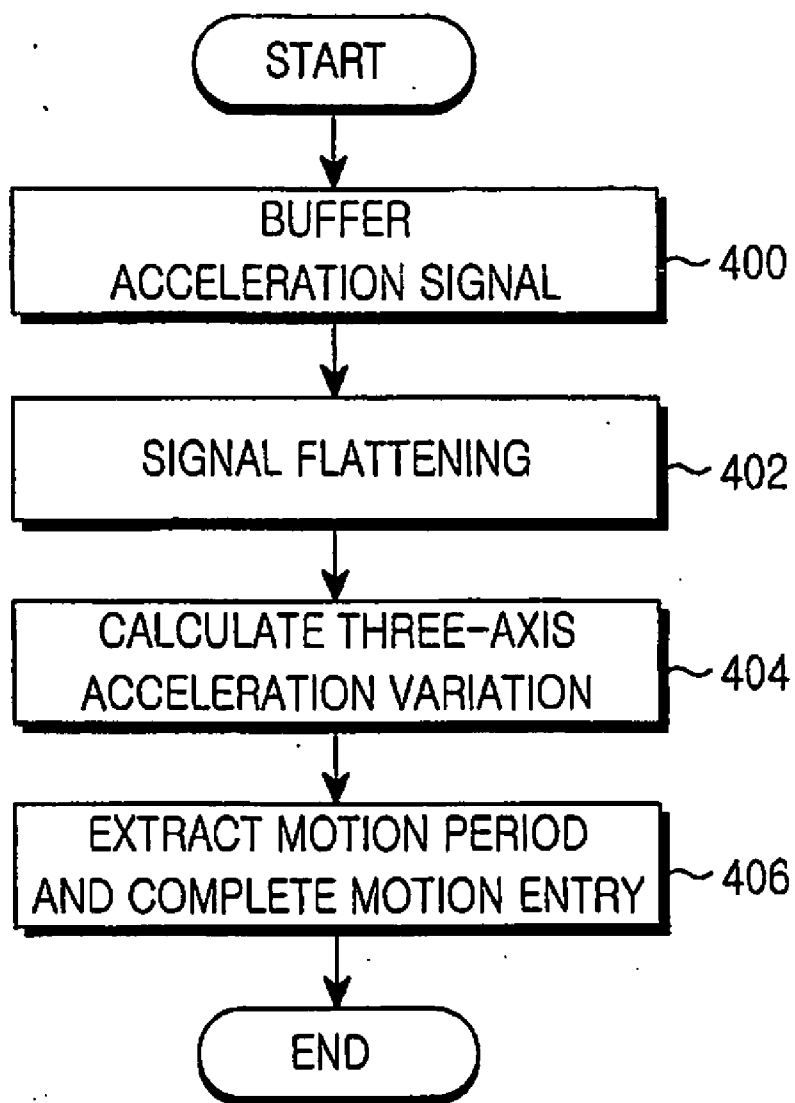 START
BUFFER
ACCELERATION SIGNAL
400
SIGNAL FLATTENING
402
CALCULATE THREE-AXIS
ACCELERATION VARIATION
404
EXTRACT MOTION PERIOD
AND COMPLETE MOTION ENTRY
406
END